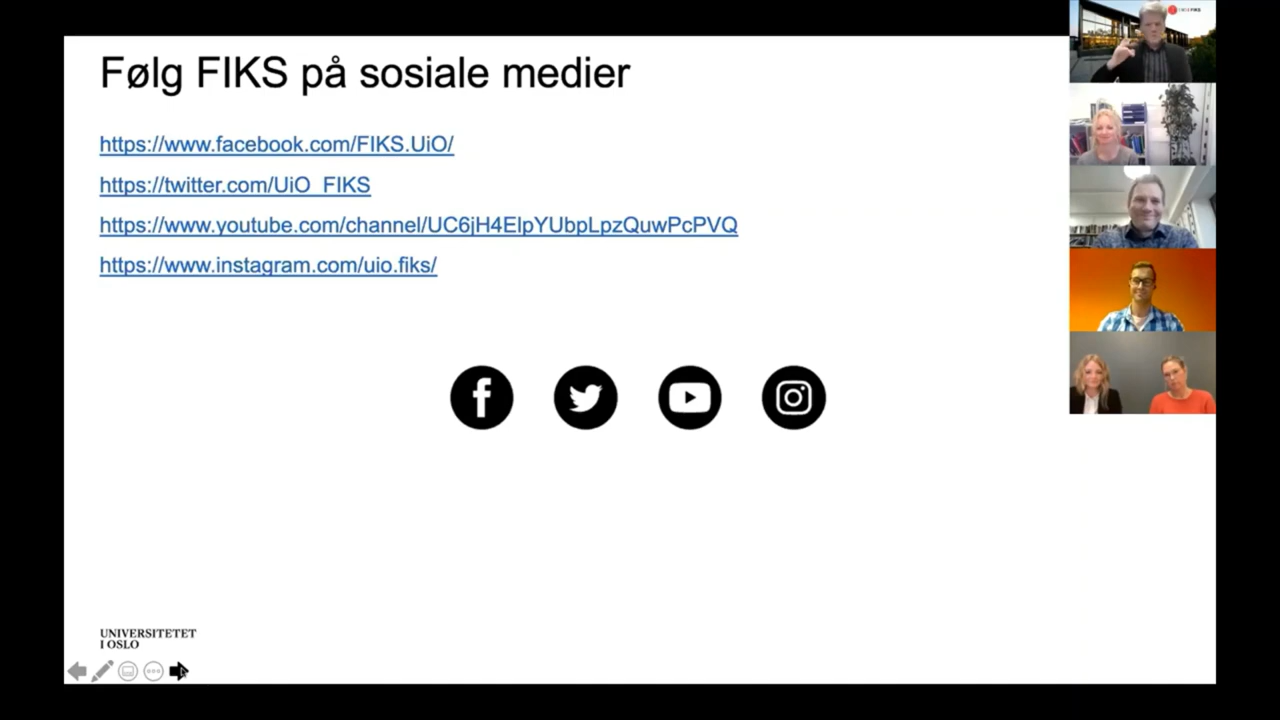 Følg FIKS på sosiale medier
https://www.facebook.com/FIKS.UiO/
https://twitter.com/UiO_FIKS
https://www.youtube.com/channel/UC6jH4ElpYUbpLpzQuwPcPVQ
https://www.instagram.com/uio.fiks/
UNIVERSITETET
I OSLO